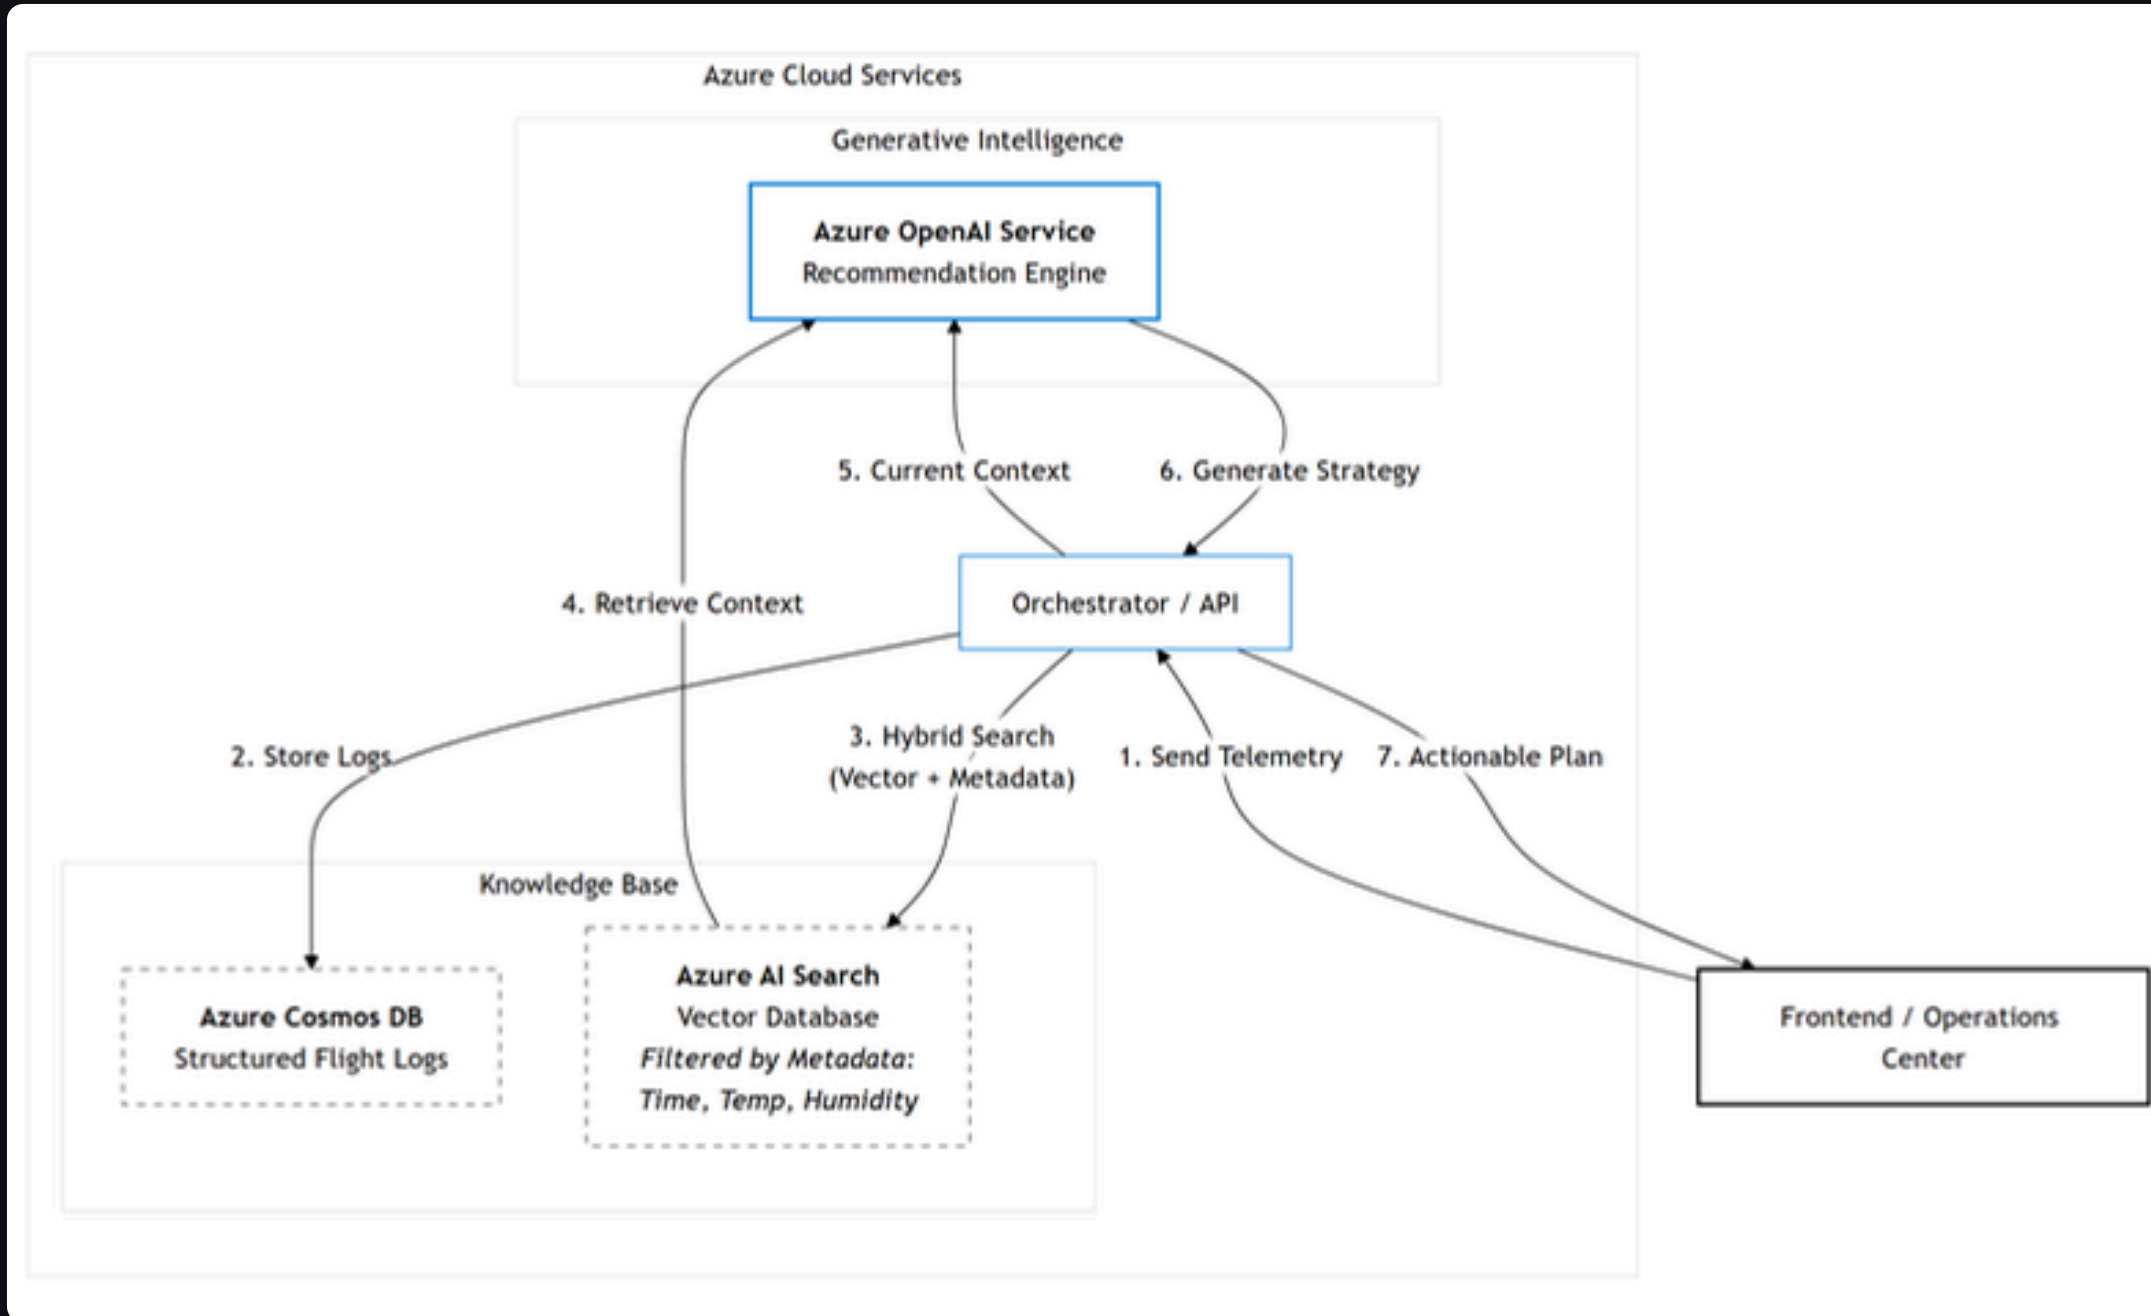 Azure Cloud Services
Generative Intelligence
Azure OpenAI Service
Recommendation Engine
5. Current Context
6. Generate Strategy
4. Retrieve Context
Orchestrator / API
2. Store Logs
3. Hybrid Search
(Vector + Metadata)
1. Send Telemetry
7. Actionable Plan
Knowledge Base
Azure Cosmos DB
Structured Flight Logs
Azure AI Search
Vector Database
Filtered by Metadata:
Time, Temp, Humidity
Frontend / Operations
Center